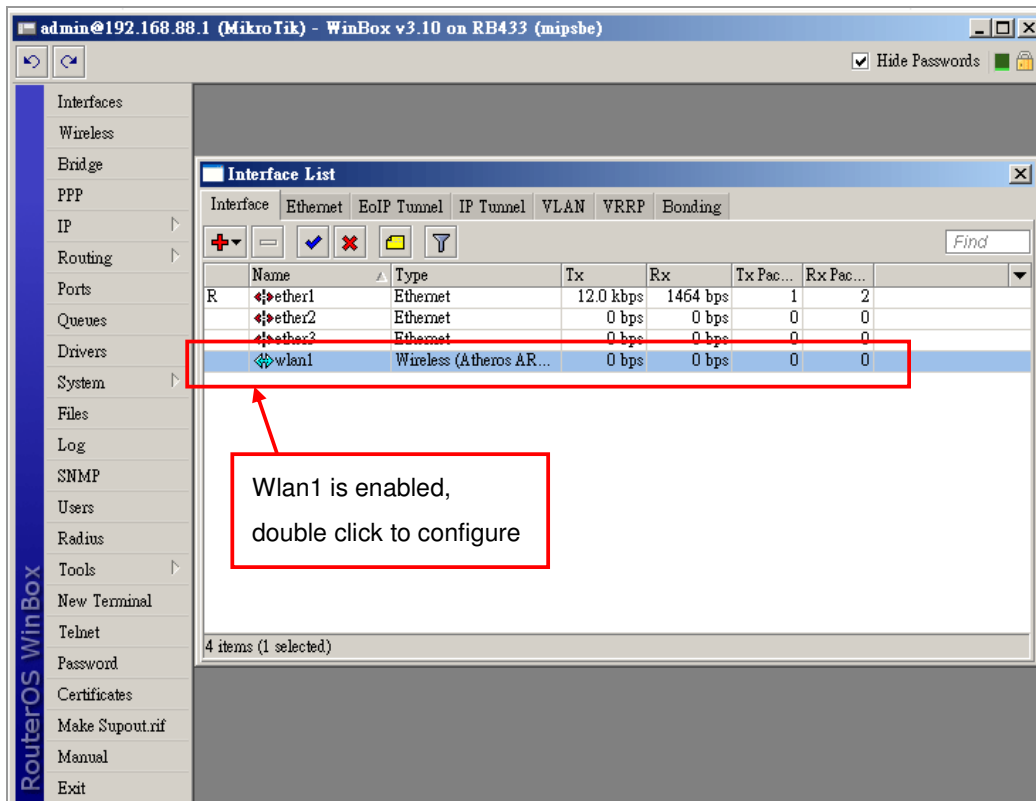 admin@192.168.88.1 (MikroTik) - WinBox v3.10 on RB433 (mipsbe)
Hide Passwords
Interfaces
Wireless
Bridge
PPP
IP
Routing
Ports
Queues
Drivers
System
Files
Log
SNMP
Users
Radius
Tools
New Terminal
Telnet
Password
Certificates
Make Supout.rif
Manual
Exit
RouterOS WinBox
Interface List
Interface Ethernet EoIP Tunnel IP Tunnel VLAN VRRP Bonding
Find
Name Type Tx Rx Tx Pac... Rx Pac...
R ether1 Ethernet 12.0 kbps 1464 bps 1 2
ether2 Ethernet 0 bps 0 bps 0 0
ether3 Ethernet 0 bps 0 bps 0 0
wlan1 Wireless (Atheros AR... 0 bps 0 bps 0 0
Wlan1 is enabled,
double click to configure
4 items (1 selected)